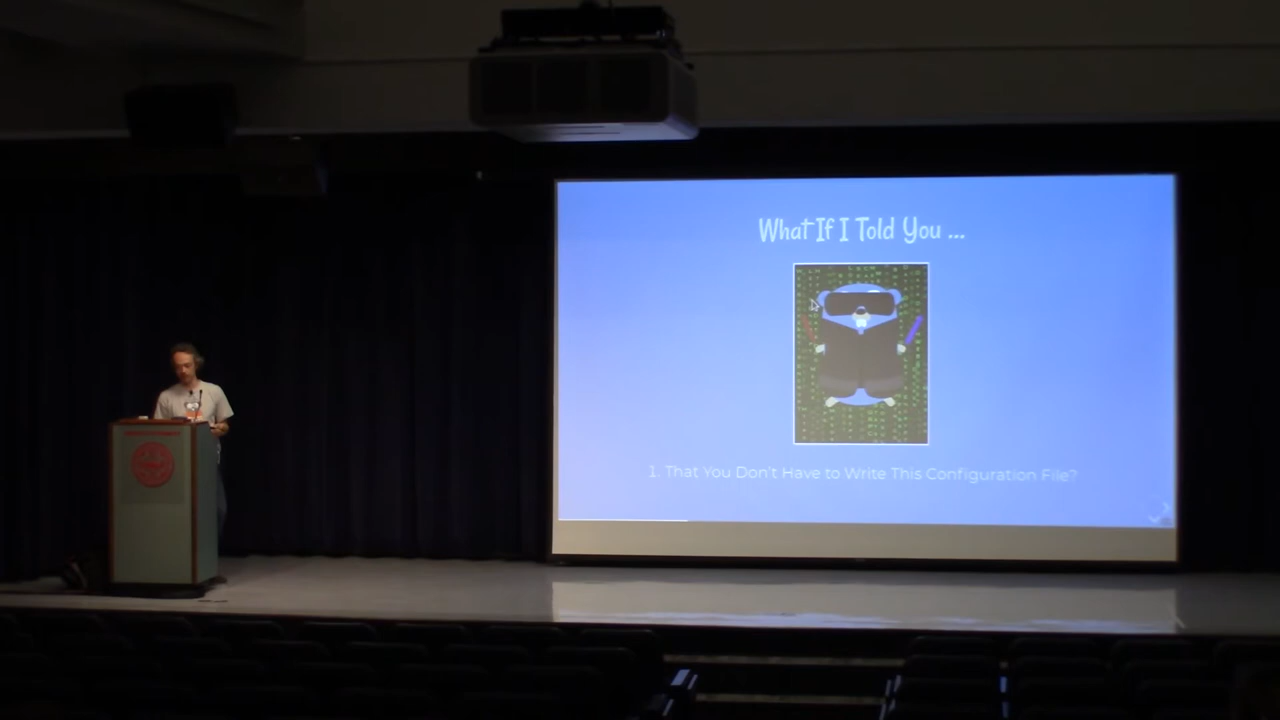 What If I Told You ...
1. That You Don't Have to Write This Configuration File?